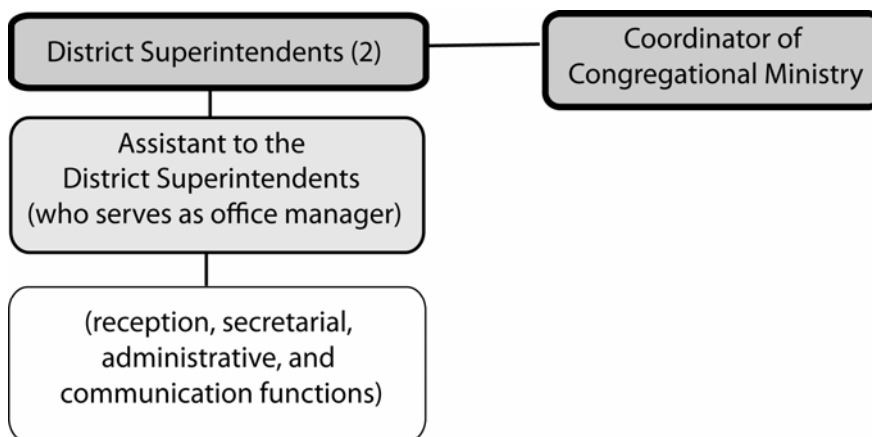 District Superintendents (2)
Coordinator of
Congregational Ministry
Assistant to the
District Superintendents
(who serves as office manager)
(reception, secretarial,
administrative, and
communication functions)